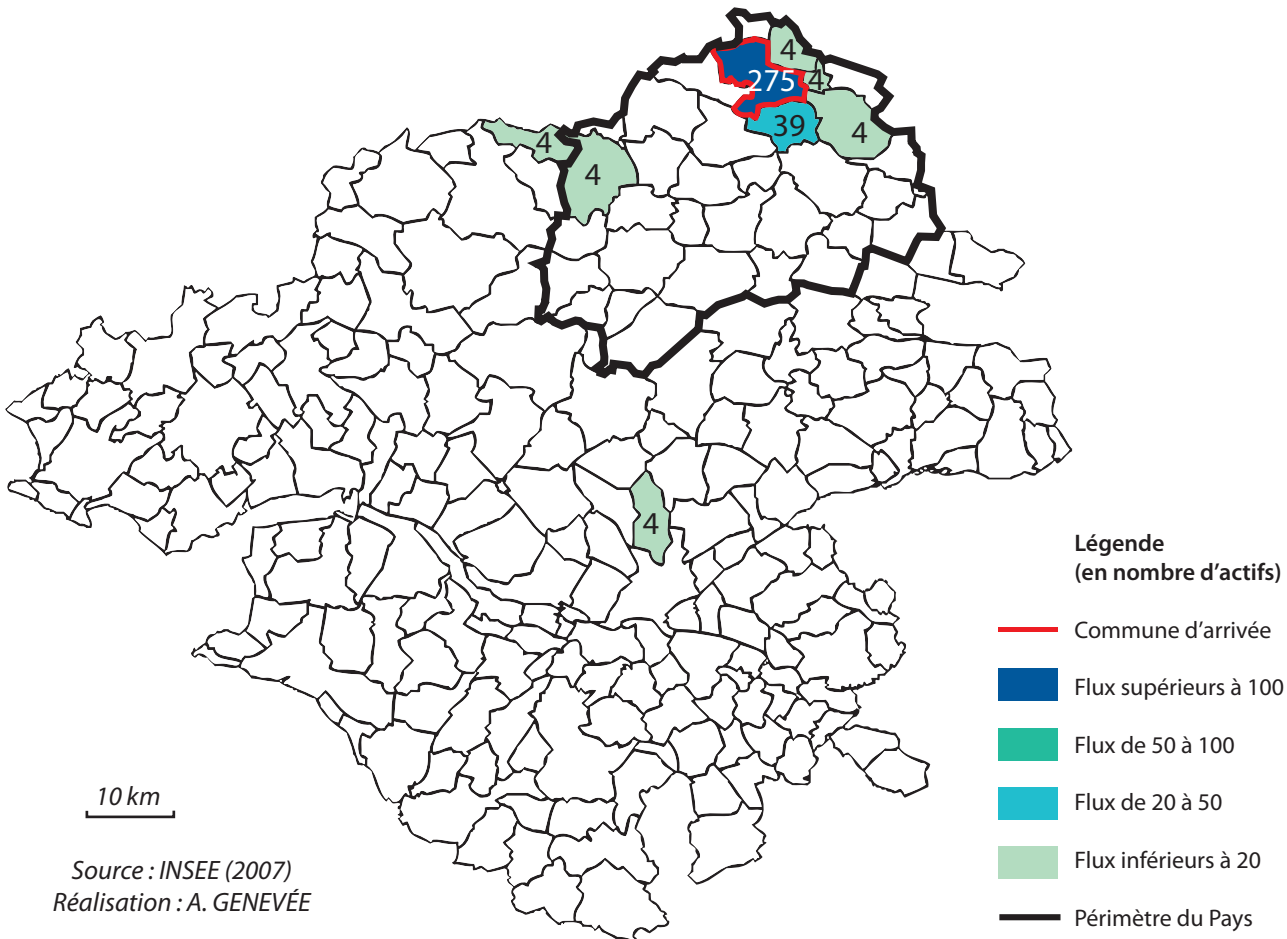 4
275
4
39
4
4
4
4
Légende
(en nombre d’actifs)
Commune d’arrivée
Flux supérieurs à 100
Flux de 50 à 100
Flux de 20 à 50
Flux inférieurs à 20
Périmètre du Pays
10 km
Source : INSEE (2007)
Réalisation : A. GENEVÉE